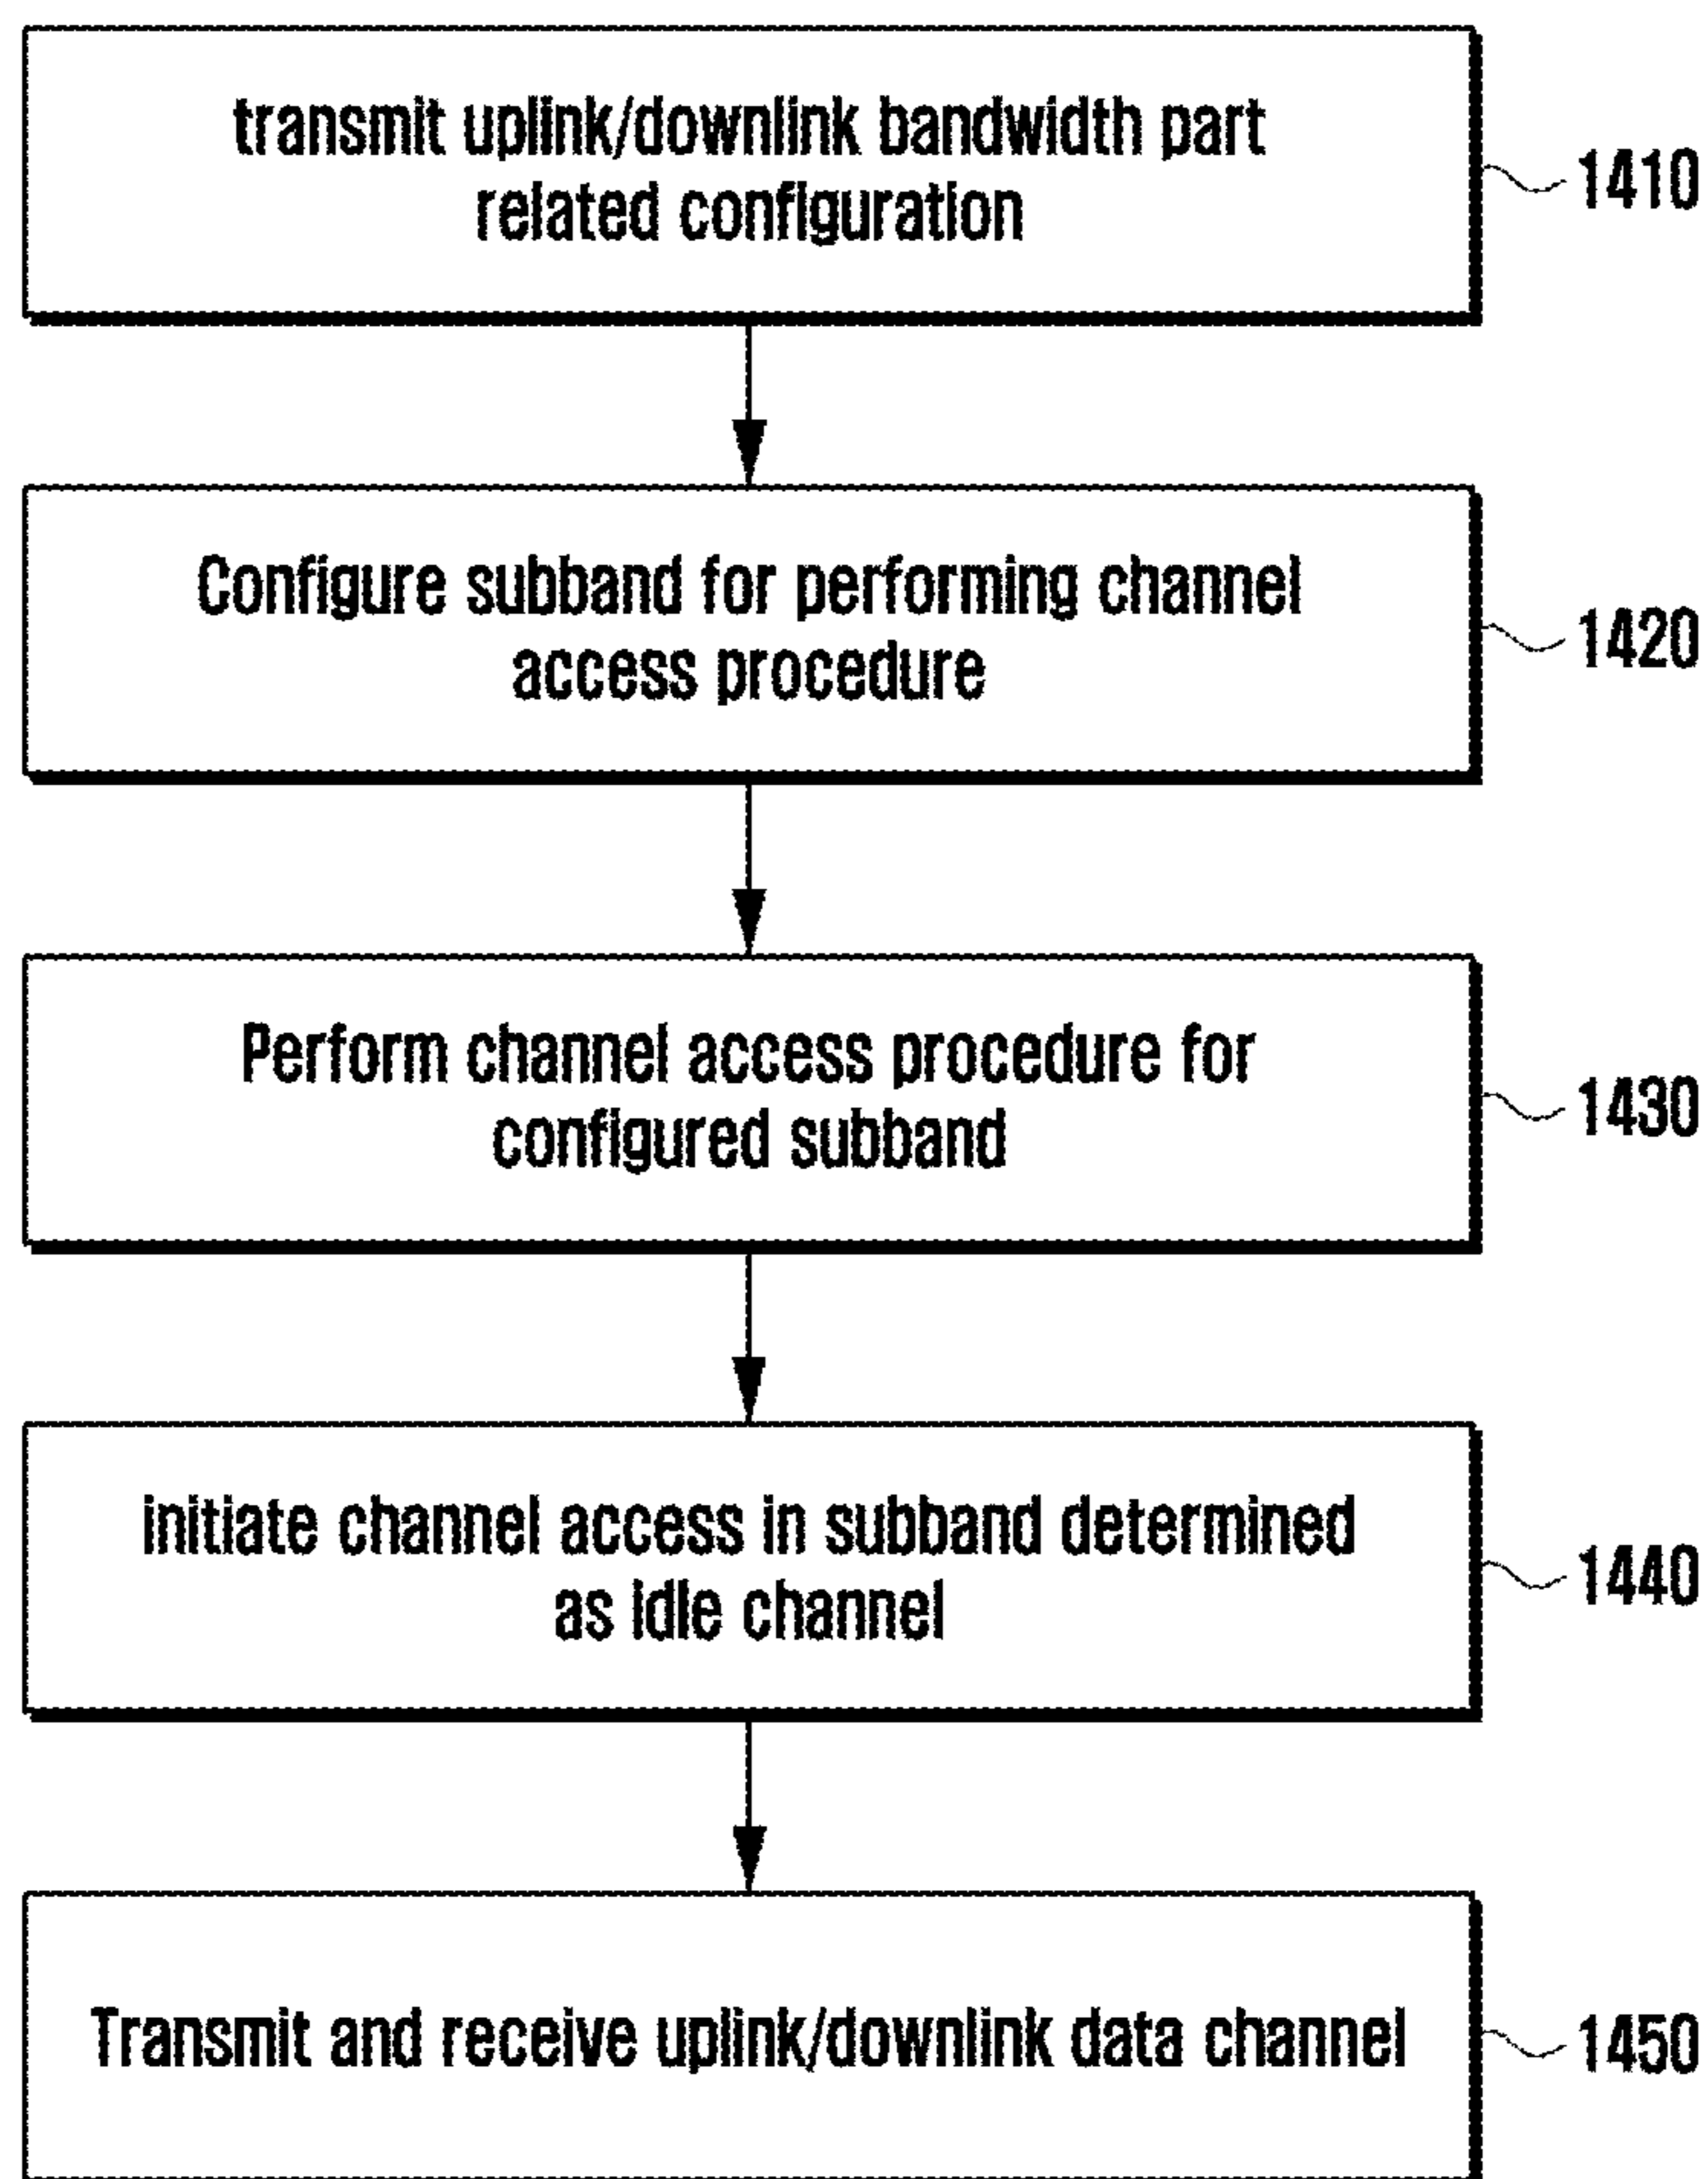 transmit uplink/downlink bandwidth part
related configuration
1410
Configure subband for performing channel
access procedure
1420
Perform channel access procedure for
configured subband
1430
initiate channel access in subband determined
as idle channel
1440
Transmit and receive uplink/downlink data channel
1450